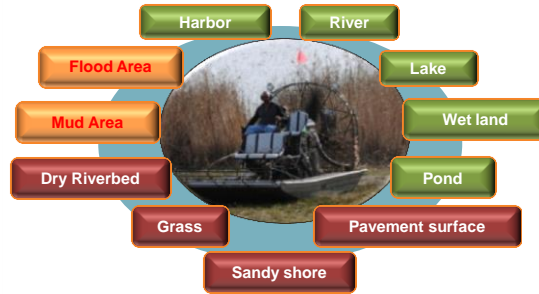 Harbor
River
Flood Area
Lake
Mud Area
Wet land
Dry Riverbed
Pond
Grass
Pavement surface
Sandy shore